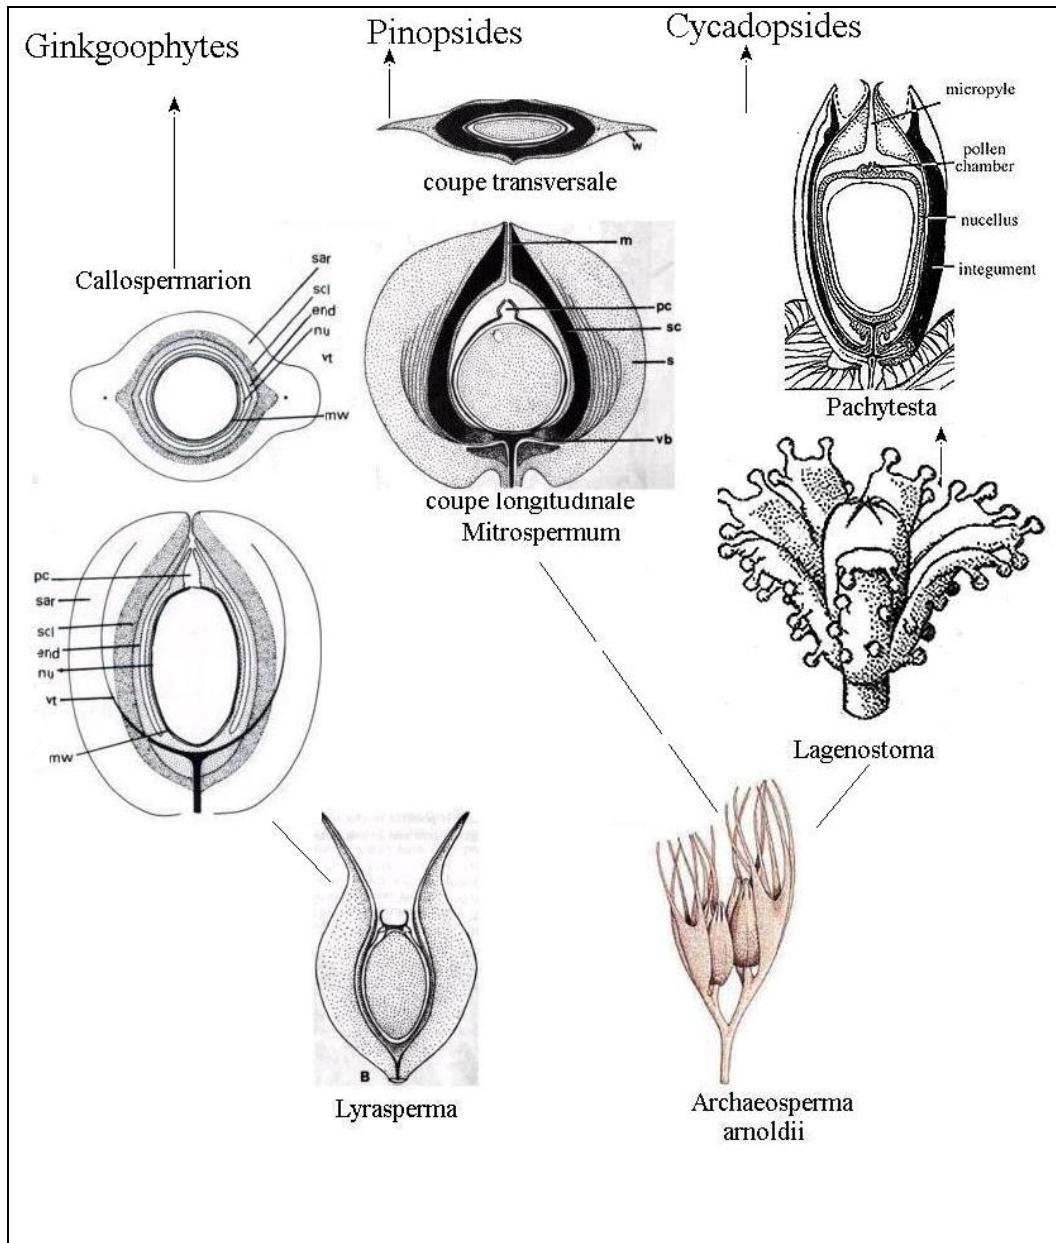 Ginkgoophytes
Pinopsides
Cycadopsides
w
coupe transversale
micropyle
pollen
chamber
nucellus
integument
Pachytesta
m
pc
sc
s
vb
coupe longitudinale
Mitrospermum
Callospermarion
sar
scl
end
nu
vt
mw
pc
sar
scl
end
nu
vt
mw
Lagenostoma
B
Lyrasperma
Archaeosperma
arnoldii